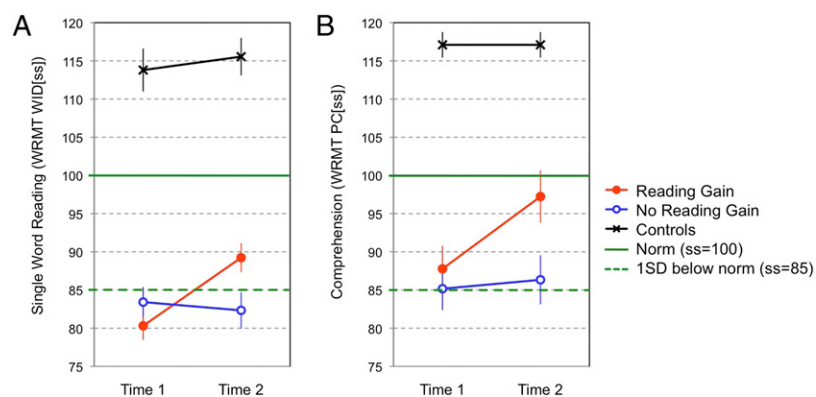 A
B
Single Word Reading (WRMT WID[ss])
120
115
110
105
100
95
90
85
80
75
Time 1
Time 2
Comprehension (WRMT PC[ss])
120
115
110
105
100
95
90
85
80
75
Time 1
Time 2
Reading Gain
No Reading Gain
Controls
Norm (ss=100)
1SD below norm (ss=85)